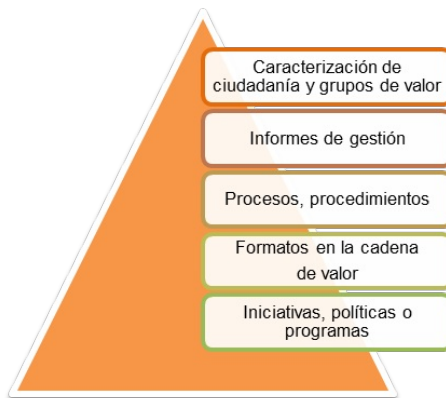 Caracterización de
ciudadanía y grupos de valor
Informes de gestión
Procesos, procedimientos
Formatos en la cadena
de valor
Iniciativas, políticas o
programas